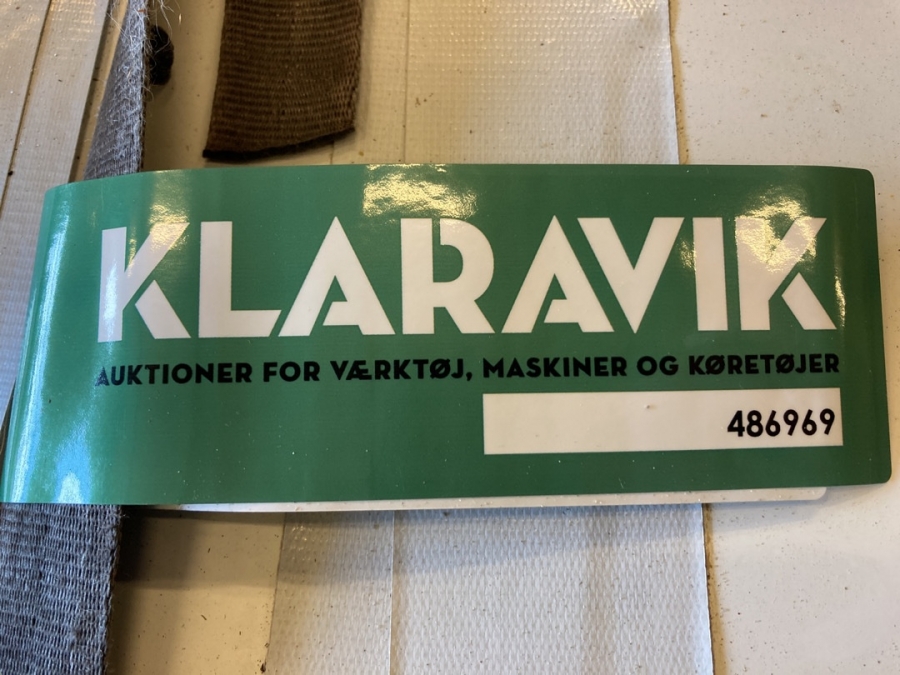 KLARAVIK
AUKTIONER FOR VÆRKTØJ, MASKINER OG KØRETØJER
486969